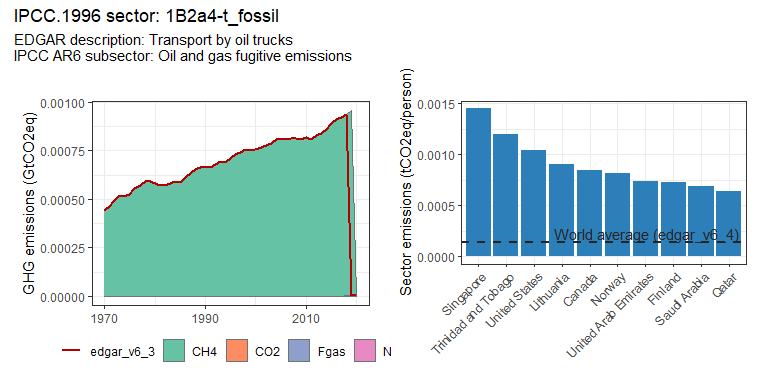 IPCC.1996 sector: 1B2a4-t_fossil
EDGAR description: Transport by oil trucks
IPCC AR6 subsector: Oil and gas fugitive emissions
GHG emissions (GtCO2eq)
0.00100
0.00075
0.00050
0.00025
0.00000
1970
1990
2010
edgar_v6_3
CH4
CO2
Fgas
N
Sector emissions (tCO2eq/person)
0.0015
0.0010
0.0005
0.0000
World average (edgar_v6_4)
Singapore
Trinidad and Tobago
United States
Lithuania
Canada
Norway
United Arab Emirates
Finland
Saudi Arabia
Qatar